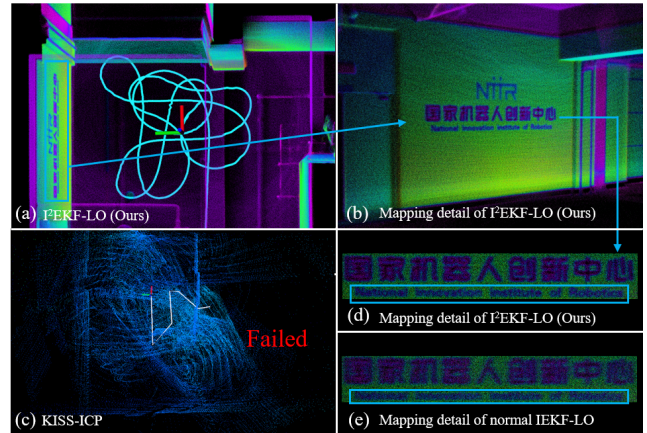 NIIR
(a) I²EKF-LO (Ours)
NIIR
国家机器人创新中心
National Innovation Institute of Robotics
(b) Mapping detail of I²EKF-LO (Ours)
Failed
(c) KISS-ICP
国家机器人创新中心
National Innovation Institute of Robotics
(d) Mapping detail of I²EKF-LO (Ours)
国家机器人创新中心
(e) Mapping detail of normal IEKF-LO